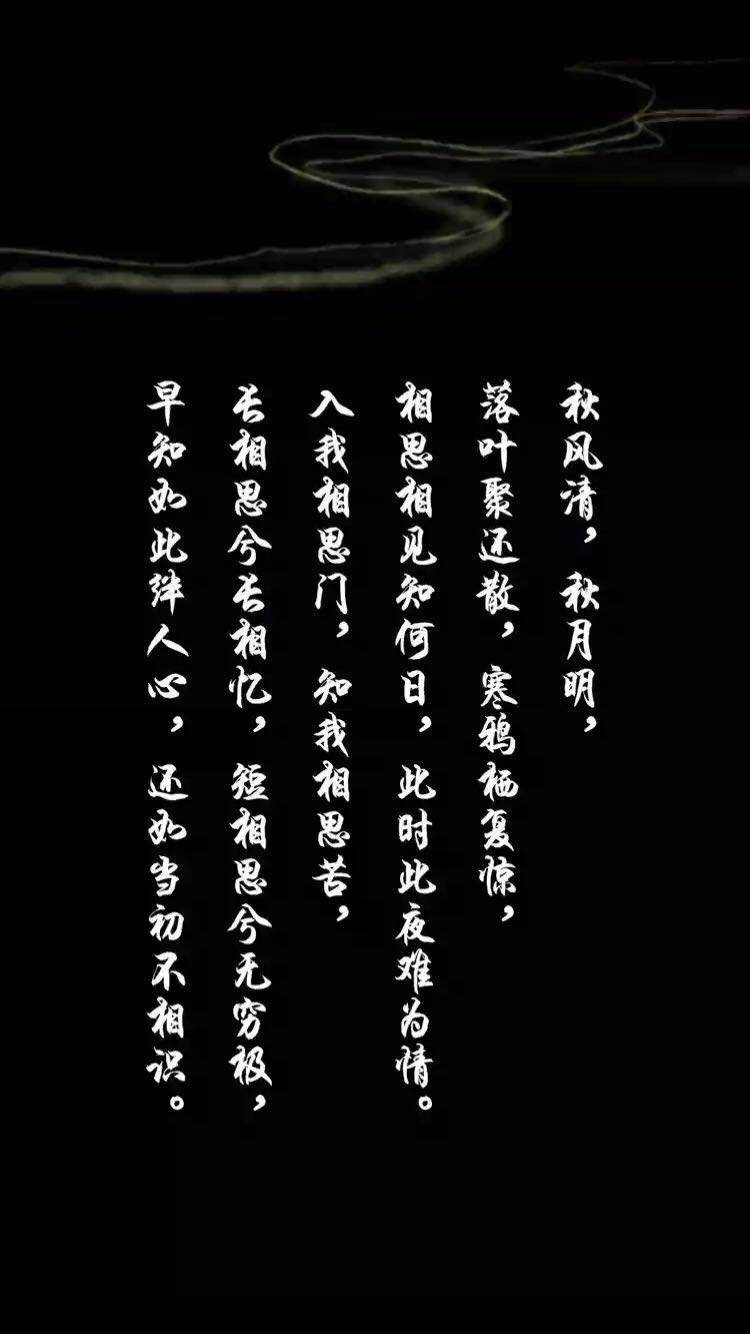 秋风清，秋月明，
落叶聚还散，寒鸦栖复惊，
相思相见知何日，此时此夜难为情。
入我相思门，知我相思苦，
长相思兮长相忆，短相思兮无穷极，
早知如此绊人心，还如当初不相识。